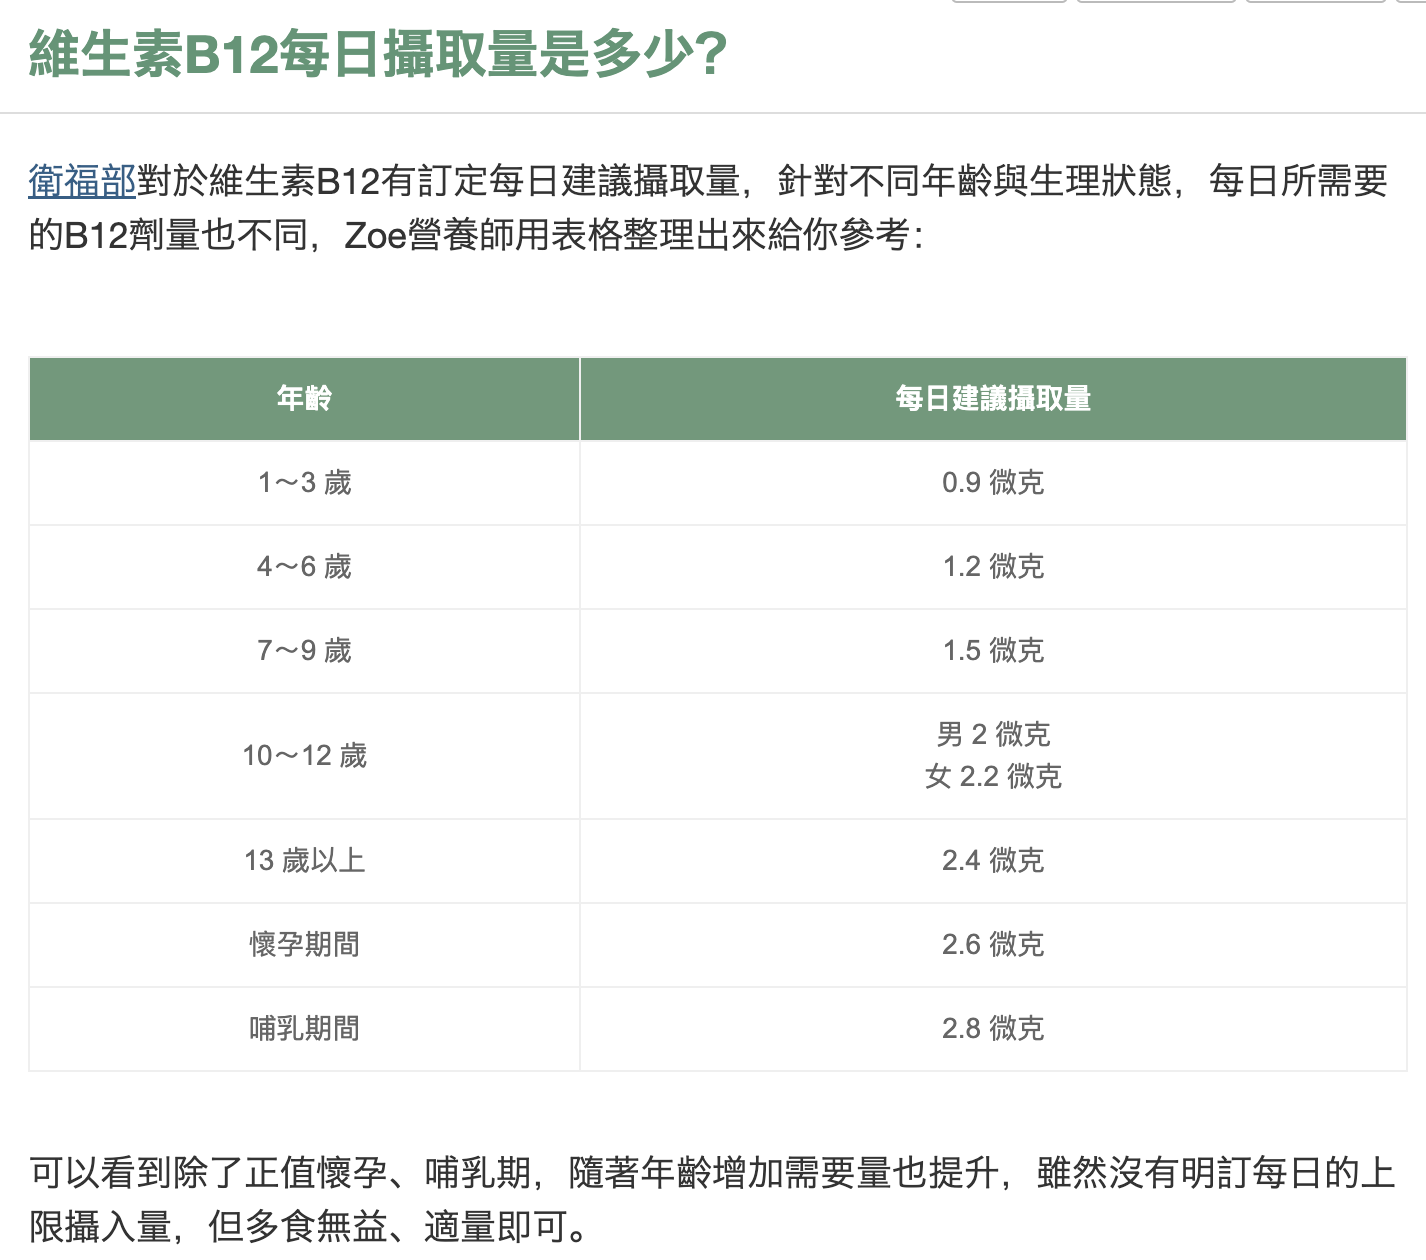 維生素B12每日攝取量是多少？
衛福部對於維生素B12有訂定每日建議攝取量，針對不同年齡與生理狀態，每日所需要
的B12劑量也不同，Zoe營養師用表格整理出來給你參考：
年齡 每日建議攝取量
1～3 歲 0.9 微克
4～6 歲 1.2 微克
7～9 歲 1.5 微克
10～12 歲 男 2 微克
女 2.2 微克
13 歲以上 2.4 微克
懷孕期間 2.6 微克
哺乳期間 2.8 微克
可以看到除了正值懷孕、哺乳期，隨著年齡增加需要量也提升，雖然沒有明訂每日的上
限攝入量，但多食無益、適量即可。